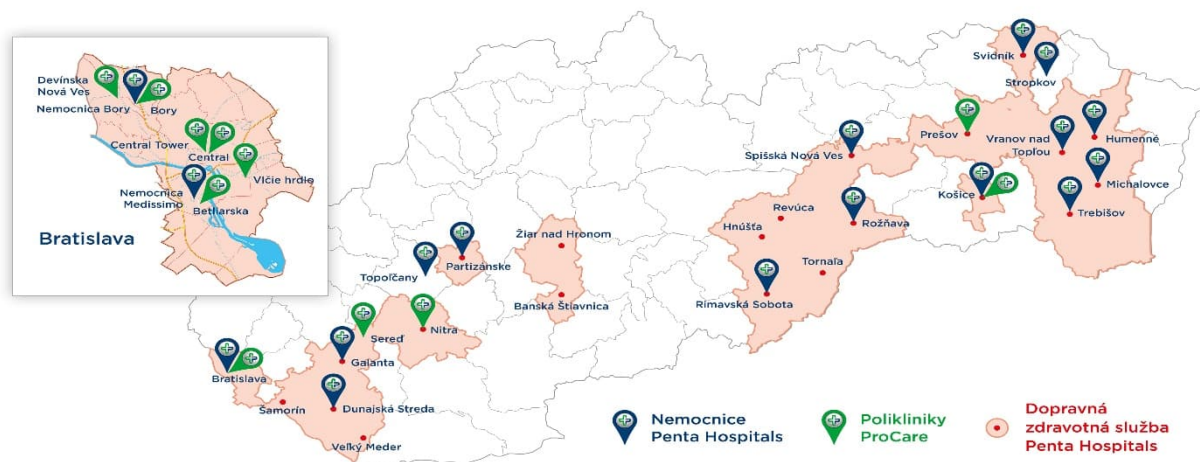 Devínska
Nová Ves
Nemocnica Bory
Bory
Central Tower
Central
Vlčie hrdlo
Nemocnica
Medissimo
Betliarska
Bratislava
Svidník
Stropkov
Prešov
Vranov nad
Topľou
Humenné
Spišská Nová Ves
Košice
Michalovce
Trebišov
Revúca
Rožňava
Hnúšťa
Tornaľa
Rimavská Sobota
Žiar nad Hronom
Partizánske
Topoľčany
Banská Štiavnica
Sereď
Nitra
Galanta
Bratislava
Šamorín
Dunajská Streda
Veľký Meder
Nemocnice
Penta Hospitals
Polikliniky
ProCare
Dopravná
zdravotná služba
Penta Hospitals